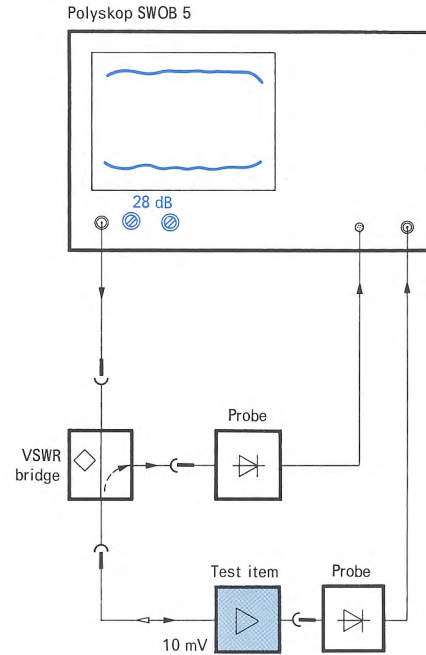 Polyskop SWOB 5
28 dB
Probe
VSWR
bridge
Test item
Probe
10 mV